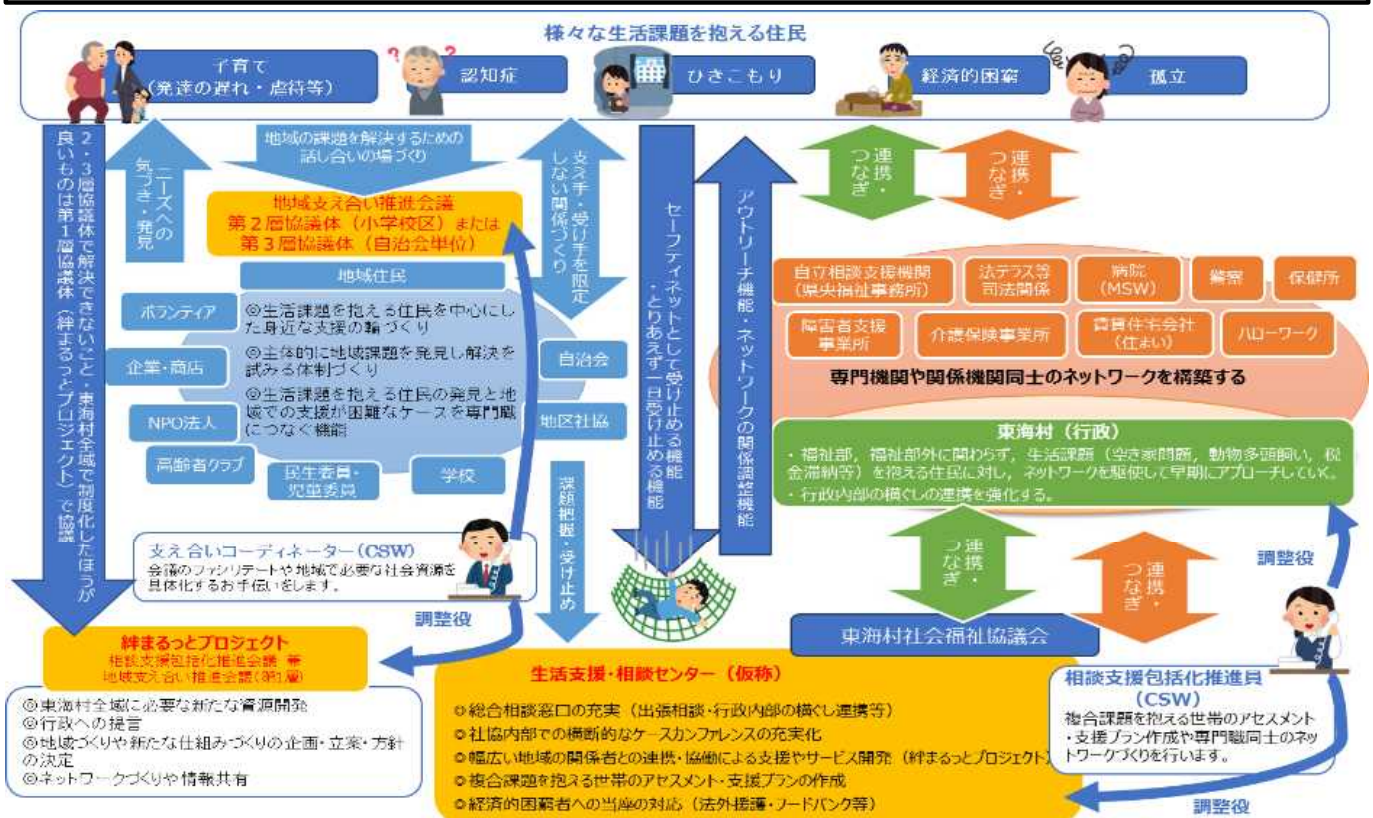 様々な生活課題を抱える住民
子育て
(発達の遅れ・虐待等)
認知症
ひきこもり
経済的困窮
孤立
2・3層協議体で解決できないこと・東海村全域で制度化したほうが
良いものは第1層協議体（絆まるっとプロジェクト）で協議
ニーズへの
気づき・発見
地域の課題を解決するための
話し合いの場づくり
支え手・受け手を限定
しない関係づくり
セーフティネットとして受け止める機能
・とりあえず一旦受け止める機能
アウトリーチ機能・ネットワークの関係調整機能
連携・
つなぎ
連携・
つなぎ
地域支え合い推進会議
第2層協議体（小学校区）または
第3層協議体（自治会単位）
地域住民
◎生活課題を抱える住民を中心にし
た身近な支援の輪づくり
◎主体的に地域課題を発見し解決を
試みる体制づくり
◎生活課題を抱える住民の発見と地
域での支援が困難なケースを専門職
につなぐ機能
ボランティア
企業・商店
NPO法人
高齢者クラブ
民生委員・
児童委員
学校
自治会
地区社協
自立相談支援機関
（県央福祉事務所）
法テラス等
司法関係
病院
(MSW)
警察
保健所
障害者支援
事業所
介護保険事業所
賃貸住宅会社
（住まい）
ハローワーク
専門機関や関係機関同士のネットワークを構築する
東海村（行政）
・福祉部，福祉部外に関わらず，生活課題（空き家問題，動物多頭飼い，税
金滞納等）を抱える住民に対し，ネットワークを駆使して早期にアプローチしていく。
・行政内部の横ぐしの連携を強化する。
課題把握・受け止め
支え合いコーディネーター(CSW)
会議のファシリテートや地域で必要な社会資源を
具体化するお手伝いをします。
調整役
連携・
つなぎ
連携・
つなぎ
調整役
東海村社会福祉協議会
絆まるっとプロジェクト
相談支援包括化推進会議 兼
地域支え合い推進会議(第1層)
◎東海村全域に必要な新たな資源開発
◎行政への提言
◎地域づくりや新たな仕組みづくりの企画・立案・方針
の決定
◎ネットワークづくりや情報共有
生活支援・相談センター（仮称）
◎総合相談窓口の充実（出張相談・行政内部の横ぐし連携等）
◎社協内部での横断的なケースカンファレンスの充実化
◎幅広い地域の関係者との連携・協働による支援やサービス開発（絆まるっとプロジェクト）
◎複合課題を抱える世帯のアセスメント・支援プランの作成
◎経済的困窮者への当座の対応（法外援護・フードバンク等）
相談支援包括化推進員
(CSW)
複合課題を抱える世帯のアセスメント
・支援プラン作成や専門職同士のネッ
トワークづくりを行います。
調整役